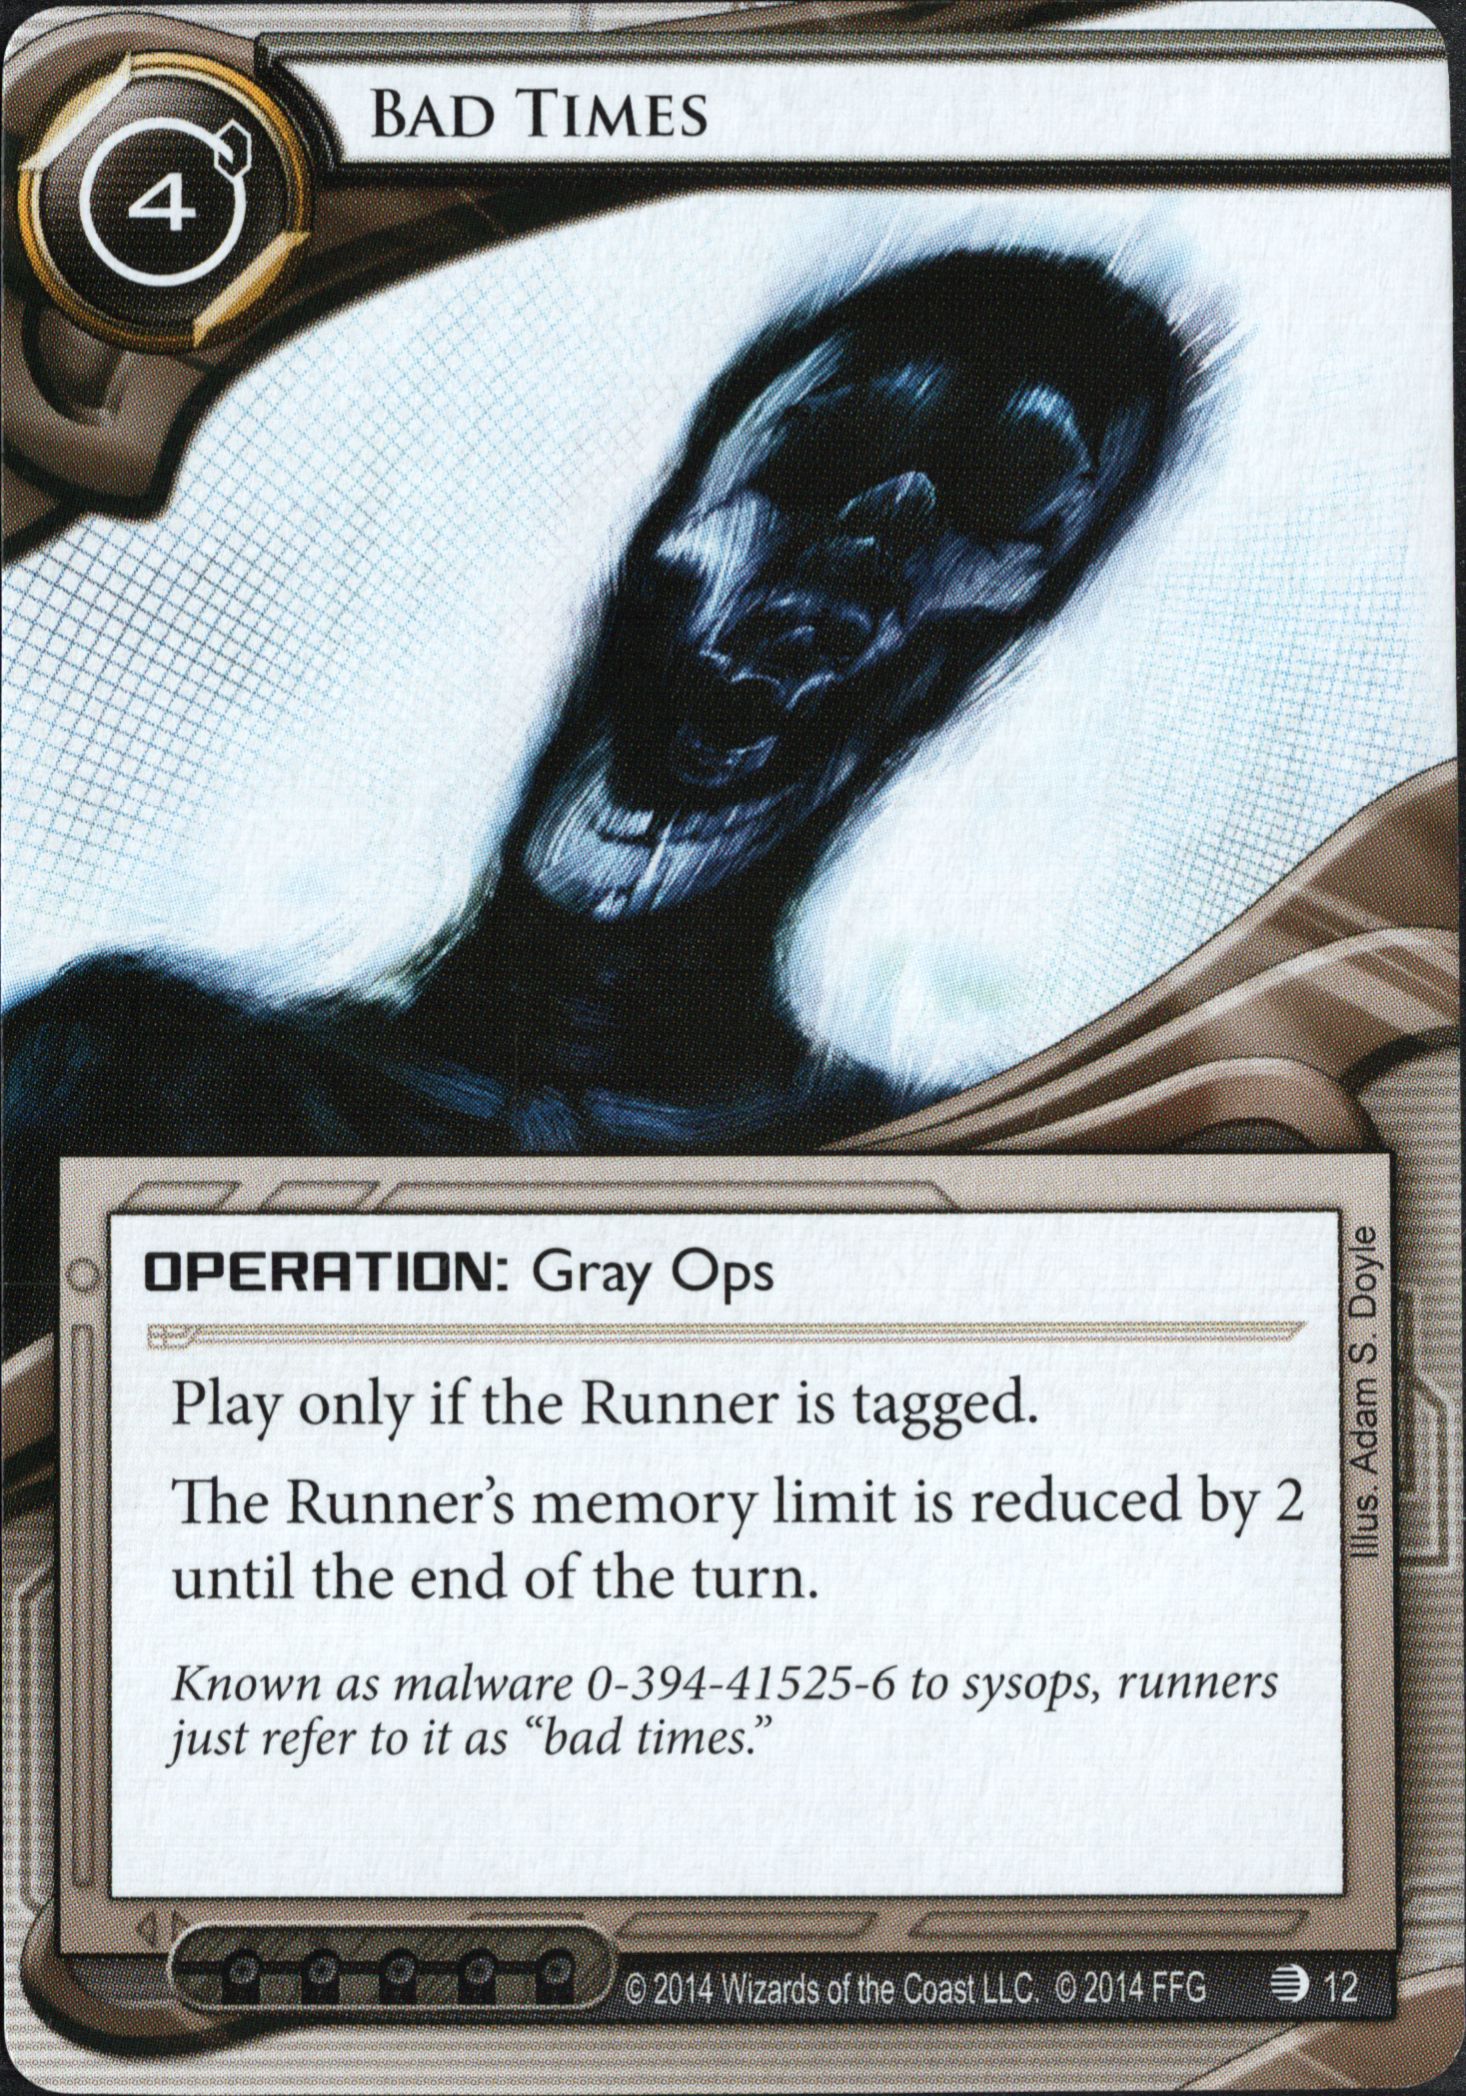 4
BAD TIMES
OPERATION: Gray Ops
Play only if the Runner is tagged.
The Runner’s memory limit is reduced by 2
until the end of the turn.
Known as malware 0-394-41525-6 to sysops, runners
just refer to it as “bad times.”
Illus. Adam S. Doyle
© 2014 Wizards of the Coast LLC. © 2014 FFG 12